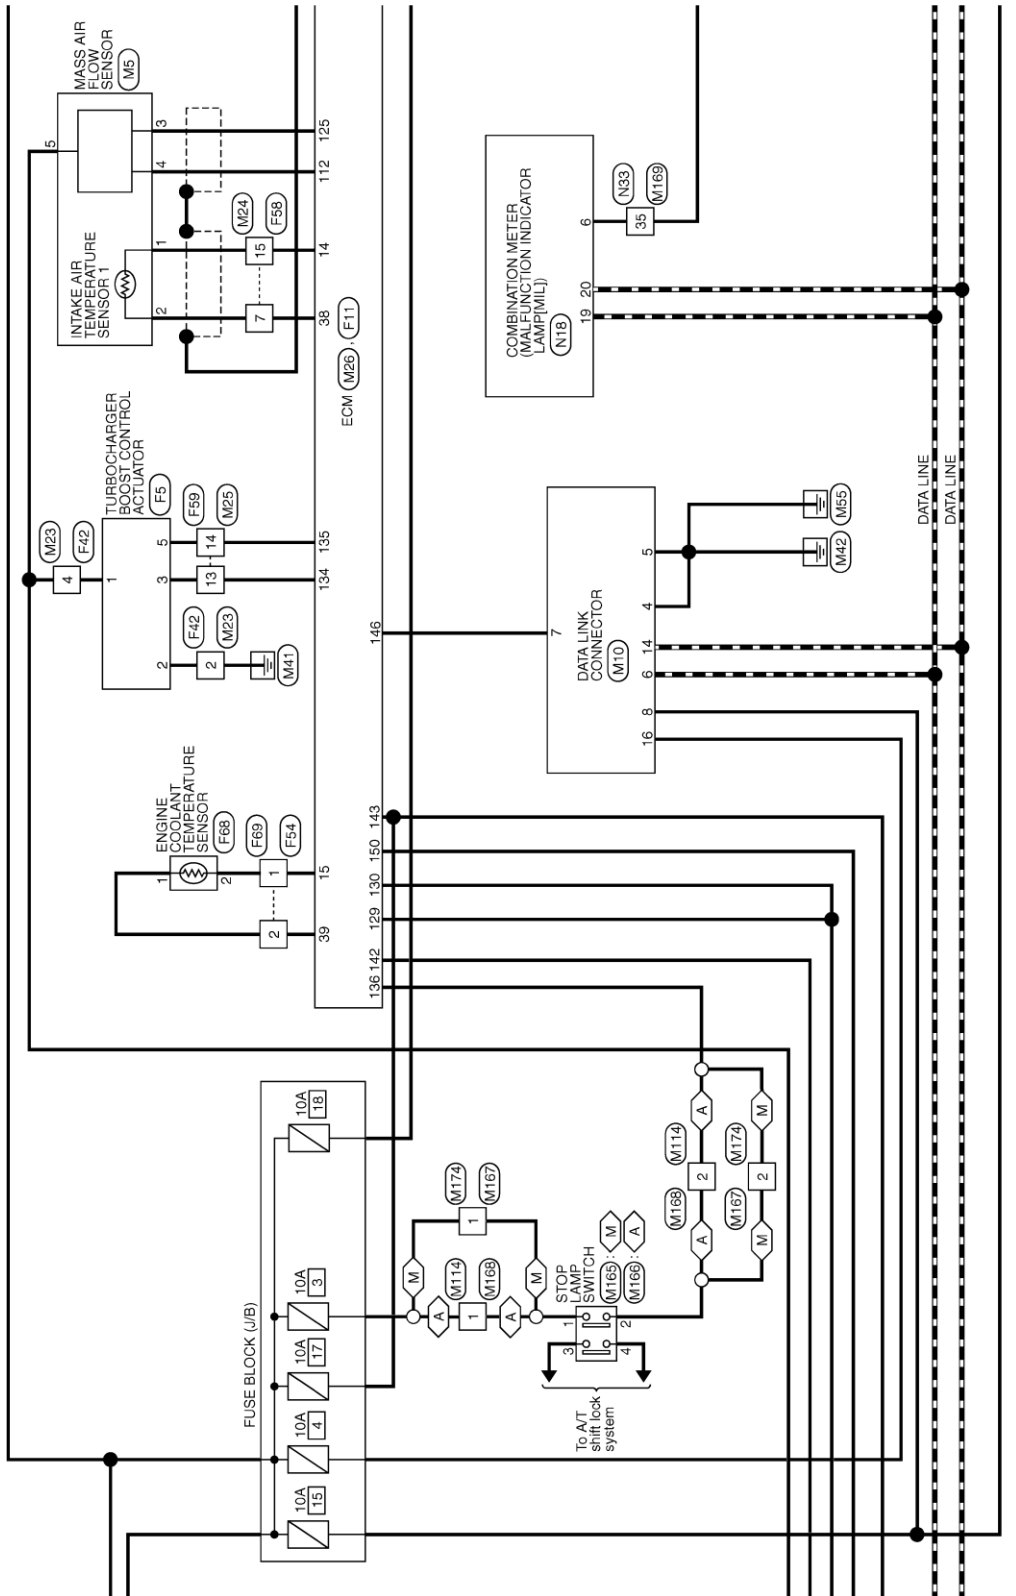 MASS AIR
FLOW
SENSOR
M5
5
3
4
INTAKE AIR
TEMPERATURE
SENSOR 1
1
2
M24
F58
15
7
125
112
14
38
ECM M26 , F11
TURBOCHARGER
BOOST CONTROL
ACTUATOR
F5
M23
F42
4
1
5
3
2
F59
M25
14
13
F42
M23
2
M41
135
134
146
ENGINE
COOLANT
TEMPERATURE
SENSOR
F68
1
2
F69
F54
1
2
15
39
143
150
130
129
142
136
COMBINATION METER
(MALFUNCTION INDICATOR
LAMP[MIL])
N18
6
20
19
N33
M169
35
DATA LINK
CONNECTOR
M10
7
5
4
14
6
8
16
M55
M42
DATA LINE
DATA LINE
FUSE BLOCK (J/B)
10A
18
10A
3
10A
17
10A
4
10A
15
M174
M167
1
M
M
M114
M168
1
A
A
STOP
LAMP
SWITCH
M165 : M
M166 : A
1
2
3
4
To A/T
shift lock
system
M168
M114
A
2
A
M167
M174
M
2
M